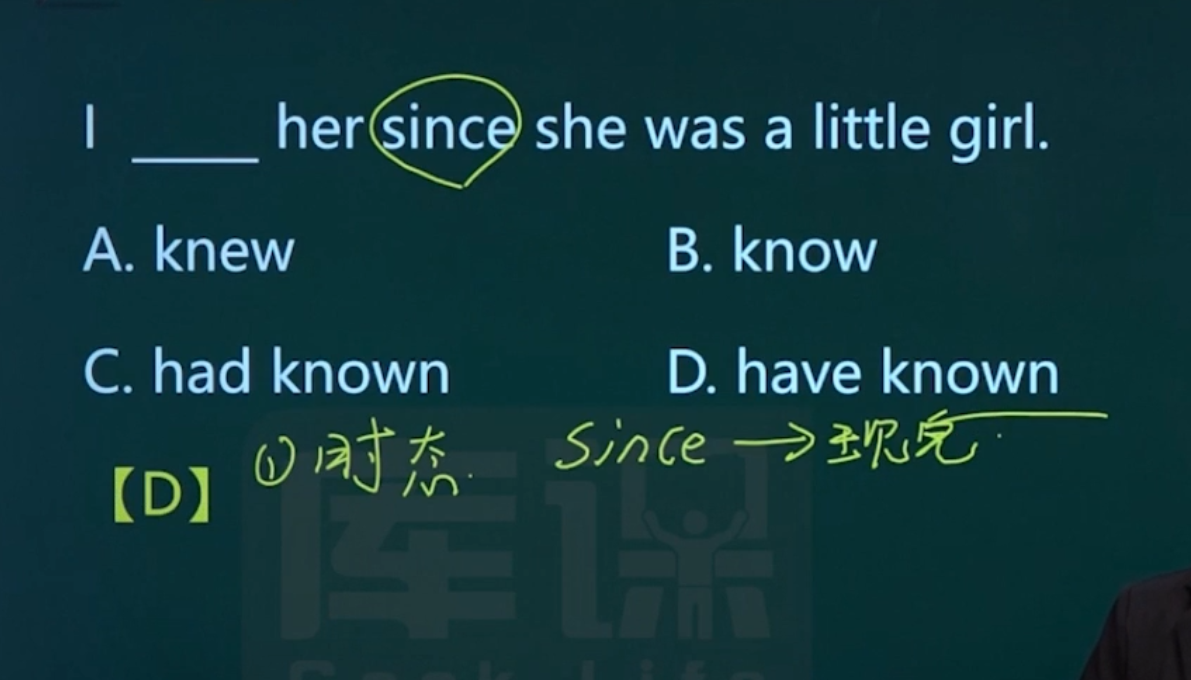 I _____ her since she was a little girl.
A. knew B. know
C. had known D. have known
①时态. since → 现完.
【D】
库课